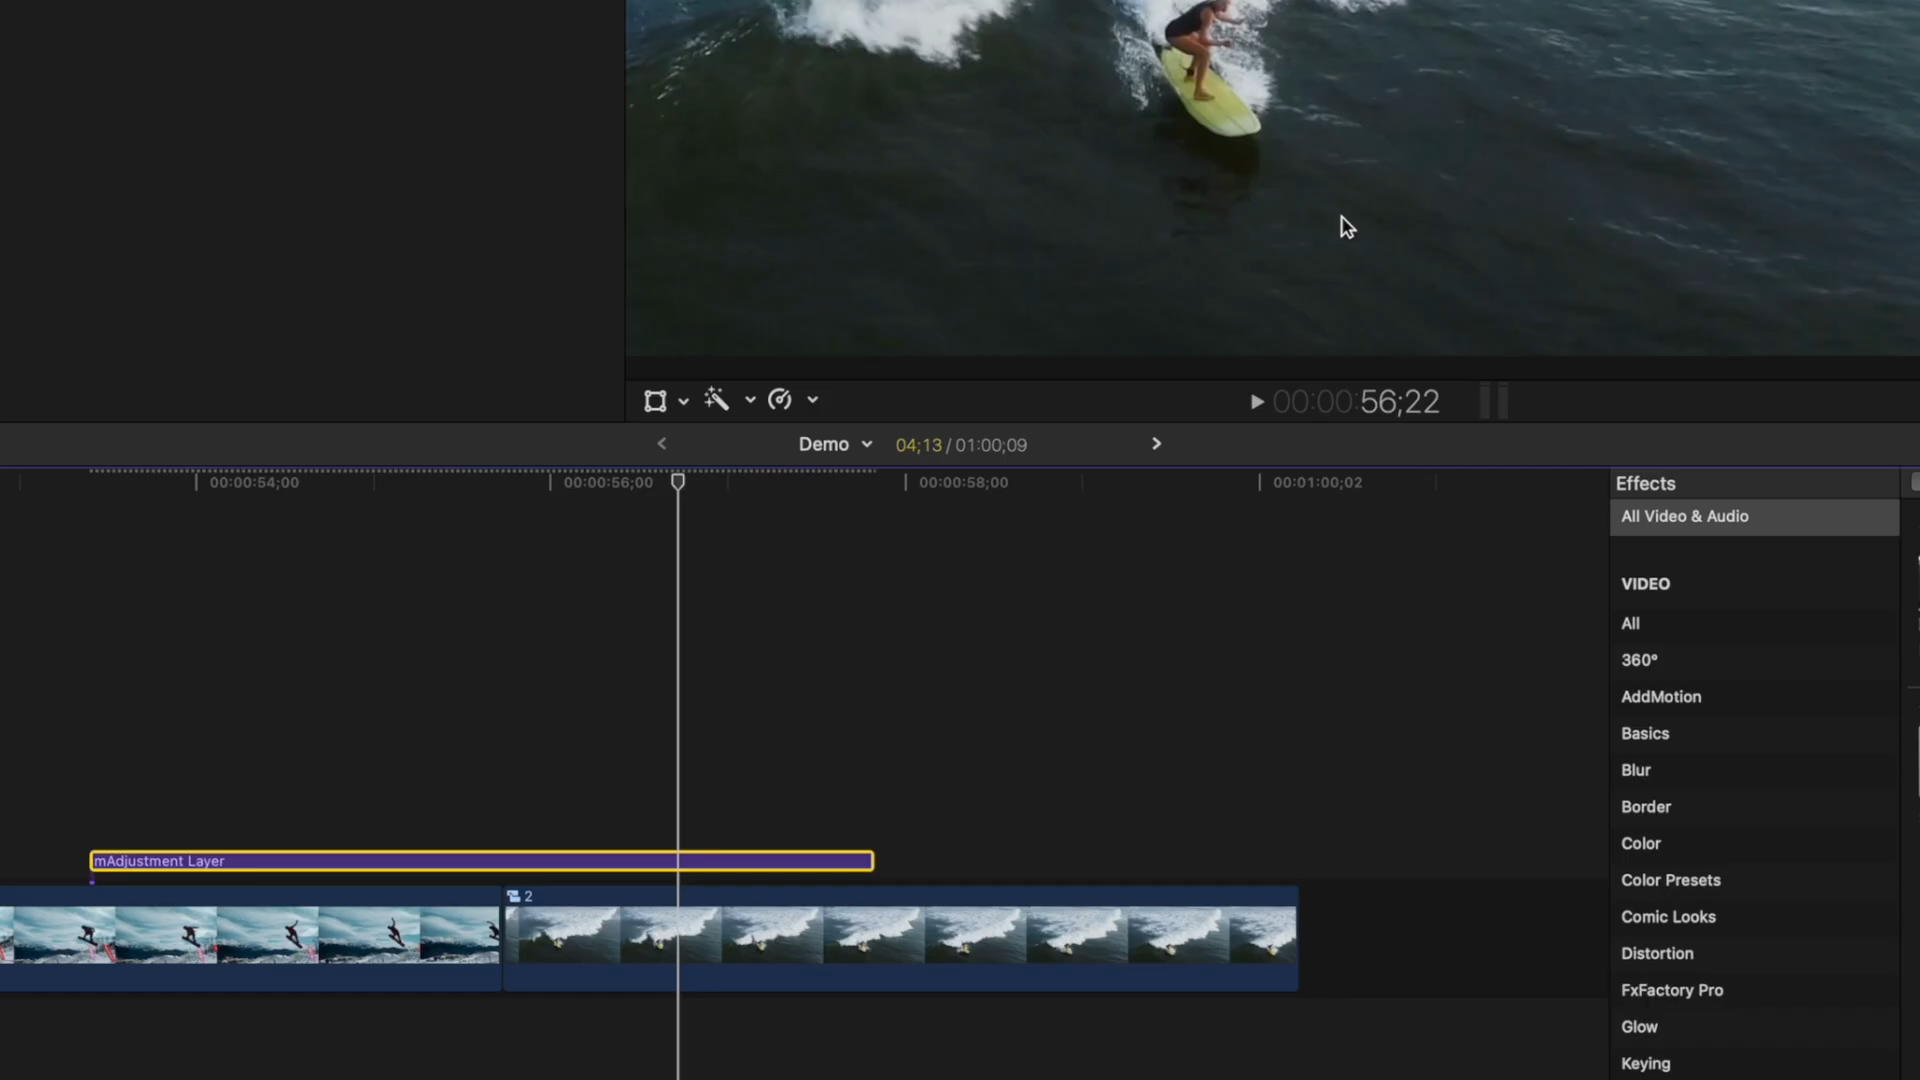 00:00:56;22
Demo 04;13 / 01:00;09
00:00:54;00 00:00:56;00 00:00:58;00 00:01:00;02
Effects
All Video & Audio
VIDEO
All
360°
AddMotion
Basics
Blur
Border
Color
Color Presets
Comic Looks
Distortion
FxFactory Pro
Glow
Keying
mAdjustment Layer
2